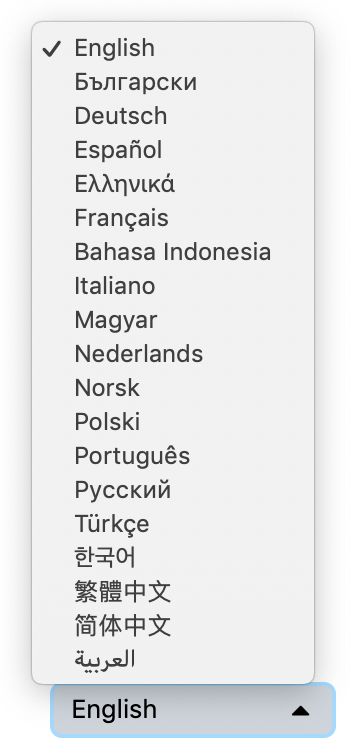 English
Български
Deutsch
Español
Ελληνικά
Français
Bahasa Indonesia
Italiano
Magyar
Nederlands
Norsk
Polski
Português
Русский
Türkçe
한국어
繁體中文
简体中文
العربية
English